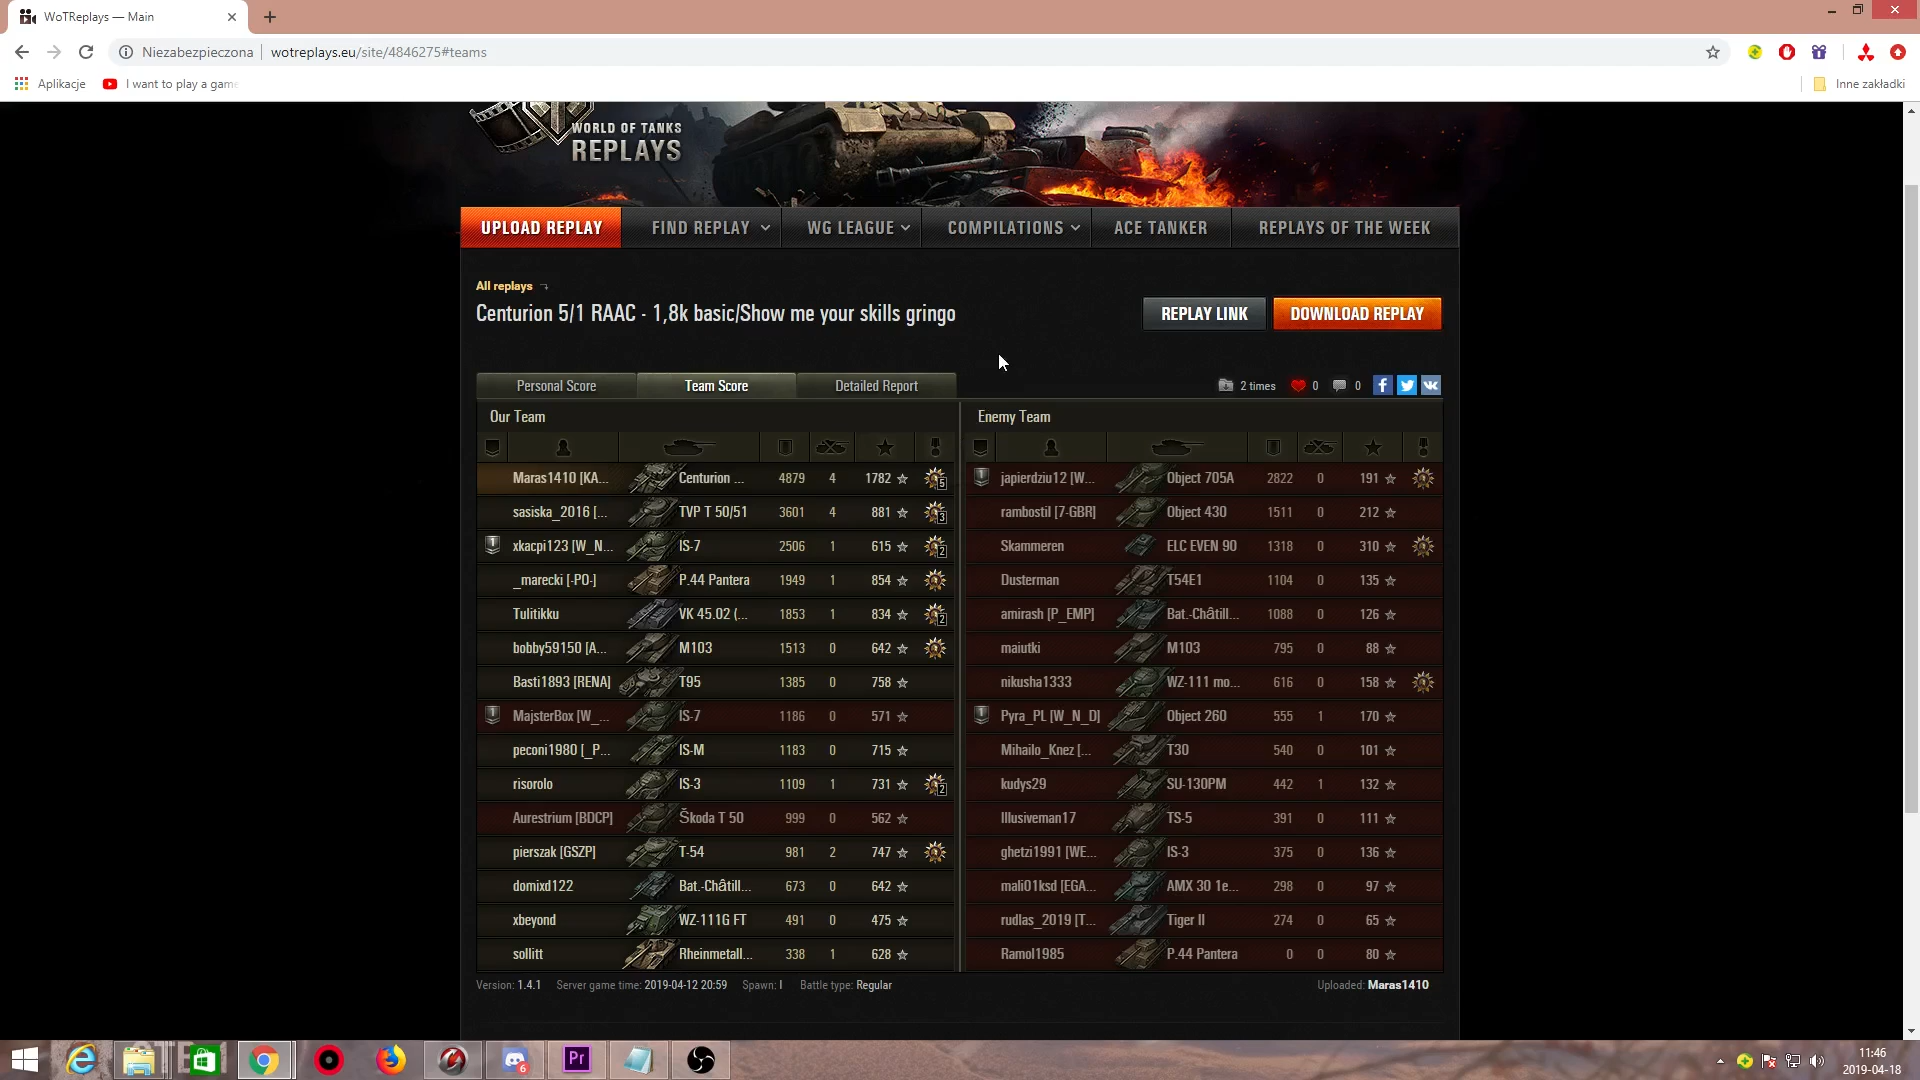 WoTReplays — Main
Niezabezpieczona
wotreplays.eu/site/4846275#teams
Aplikacje
I want to play a game
Inne zakładki
WORLD OF TANKS
REPLAYS
UPLOAD REPLAY
FIND REPLAY
WG LEAGUE
COMPILATIONS
ACE TANKER
REPLAYS OF THE WEEK
All replays
Centurion 5/1 RAAC - 1,8k basic/Show me your skills gringo
REPLAY LINK
DOWNLOAD REPLAY
Personal Score
Team Score
Detailed Report
2 times
0
0
Our Team
Maras1410 [KA... Centurion ... 4879 4 1782 5
sasiska_2016 [... TVP T 50/51 3601 4 881 3
xkacpi123 [W_N... IS-7 2506 1 615 2
_marecki [-PO-] P.44 Pantera 1949 1 854
Tulitikku VK 45.02 (... 1853 1 834 2
bobby59150 [A... M103 1513 0 642
Basti1893 [RENA] T95 1385 0 758
MajsterBox [W_... IS-7 1186 0 571
peconi1980 [_P... IS-M 1183 0 715
risorolo IS-3 1109 1 731 2
Aurestrium [BDCP] Škoda T 50 999 0 562
pierszak [GSZP] T-54 981 2 747
domixd122 Bat.-Châtill... 673 0 642
xbeyond WZ-111G FT 491 0 475
sollitt Rheinmetall... 338 1 628
Enemy Team
japierdziu12 [W... Object 705A 2822 0 191
rambostil [7-GBR] Object 430 1511 0 212
Skammeren ELC EVEN 90 1318 0 310
Dusterman T54E1 1104 0 135
amirash [P_EMP] Bat.-Châtill... 1088 0 126
maiutki M103 795 0 88
nikusha1333 WZ-111 mo... 616 0 158
Pyra_PL [W_N_D] Object 260 555 1 170
Mihailo_Knez [... T30 540 0 101
kudys29 SU-130PM 442 1 132
Illusiveman17 TS-5 391 0 111
ghetzi1991 [WE... IS-3 375 0 136
mali01ksd [EGA... AMX 30 1e... 298 0 97
rudlas_2019 [T... Tiger II 274 0 65
Ramol1985 P.44 Pantera 0 0 80
Version: 1.4.1 Server game time: 2019-04-12 20:59 Spawn: I Battle type: Regular
Uploaded: Maras1410
Pr
6
11:46
2019-04-18